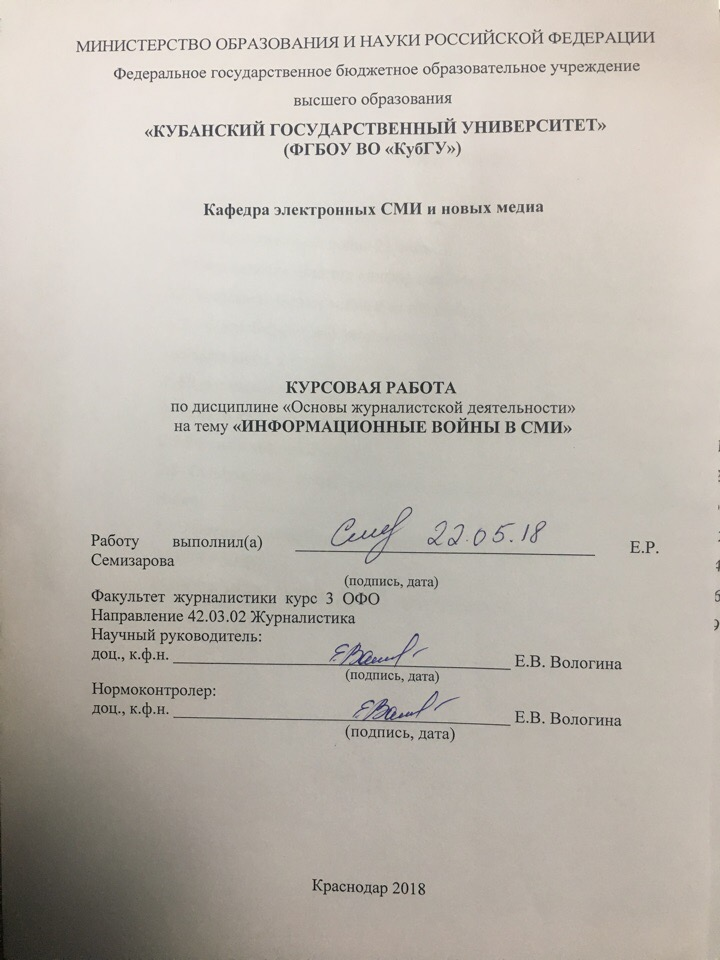 МИНИСТЕРСТВО ОБРАЗОВАНИЯ И НАУКИ РОССИЙСКОЙ ФЕДЕРАЦИИ
Федеральное государственное бюджетное образовательное учреждение
высшего образования
«КУБАНСКИЙ ГОСУДАРСТВЕННЫЙ УНИВЕРСИТЕТ»
(ФГБОУ ВО «КубГУ»)
Кафедра электронных СМИ и новых медиа
КУРСОВАЯ РАБОТА
по дисциплине «Основы журналистской деятельности»
на тему «ИНФОРМАЦИОННЫЕ ВОЙНЫ В СМИ»
Работу выполнил(а) 22.05.18 Е.Р.
Семизарова
(подпись, дата)
Факультет журналистики курс 3 ОФО
Направление 42.03.02 Журналистика
Научный руководитель:
доц., к.ф.н. Е.В. Вологина
(подпись, дата)
Нормоконтролер:
доц., к.ф.н. Е.В. Вологина
(подпись, дата)
Краснодар 2018